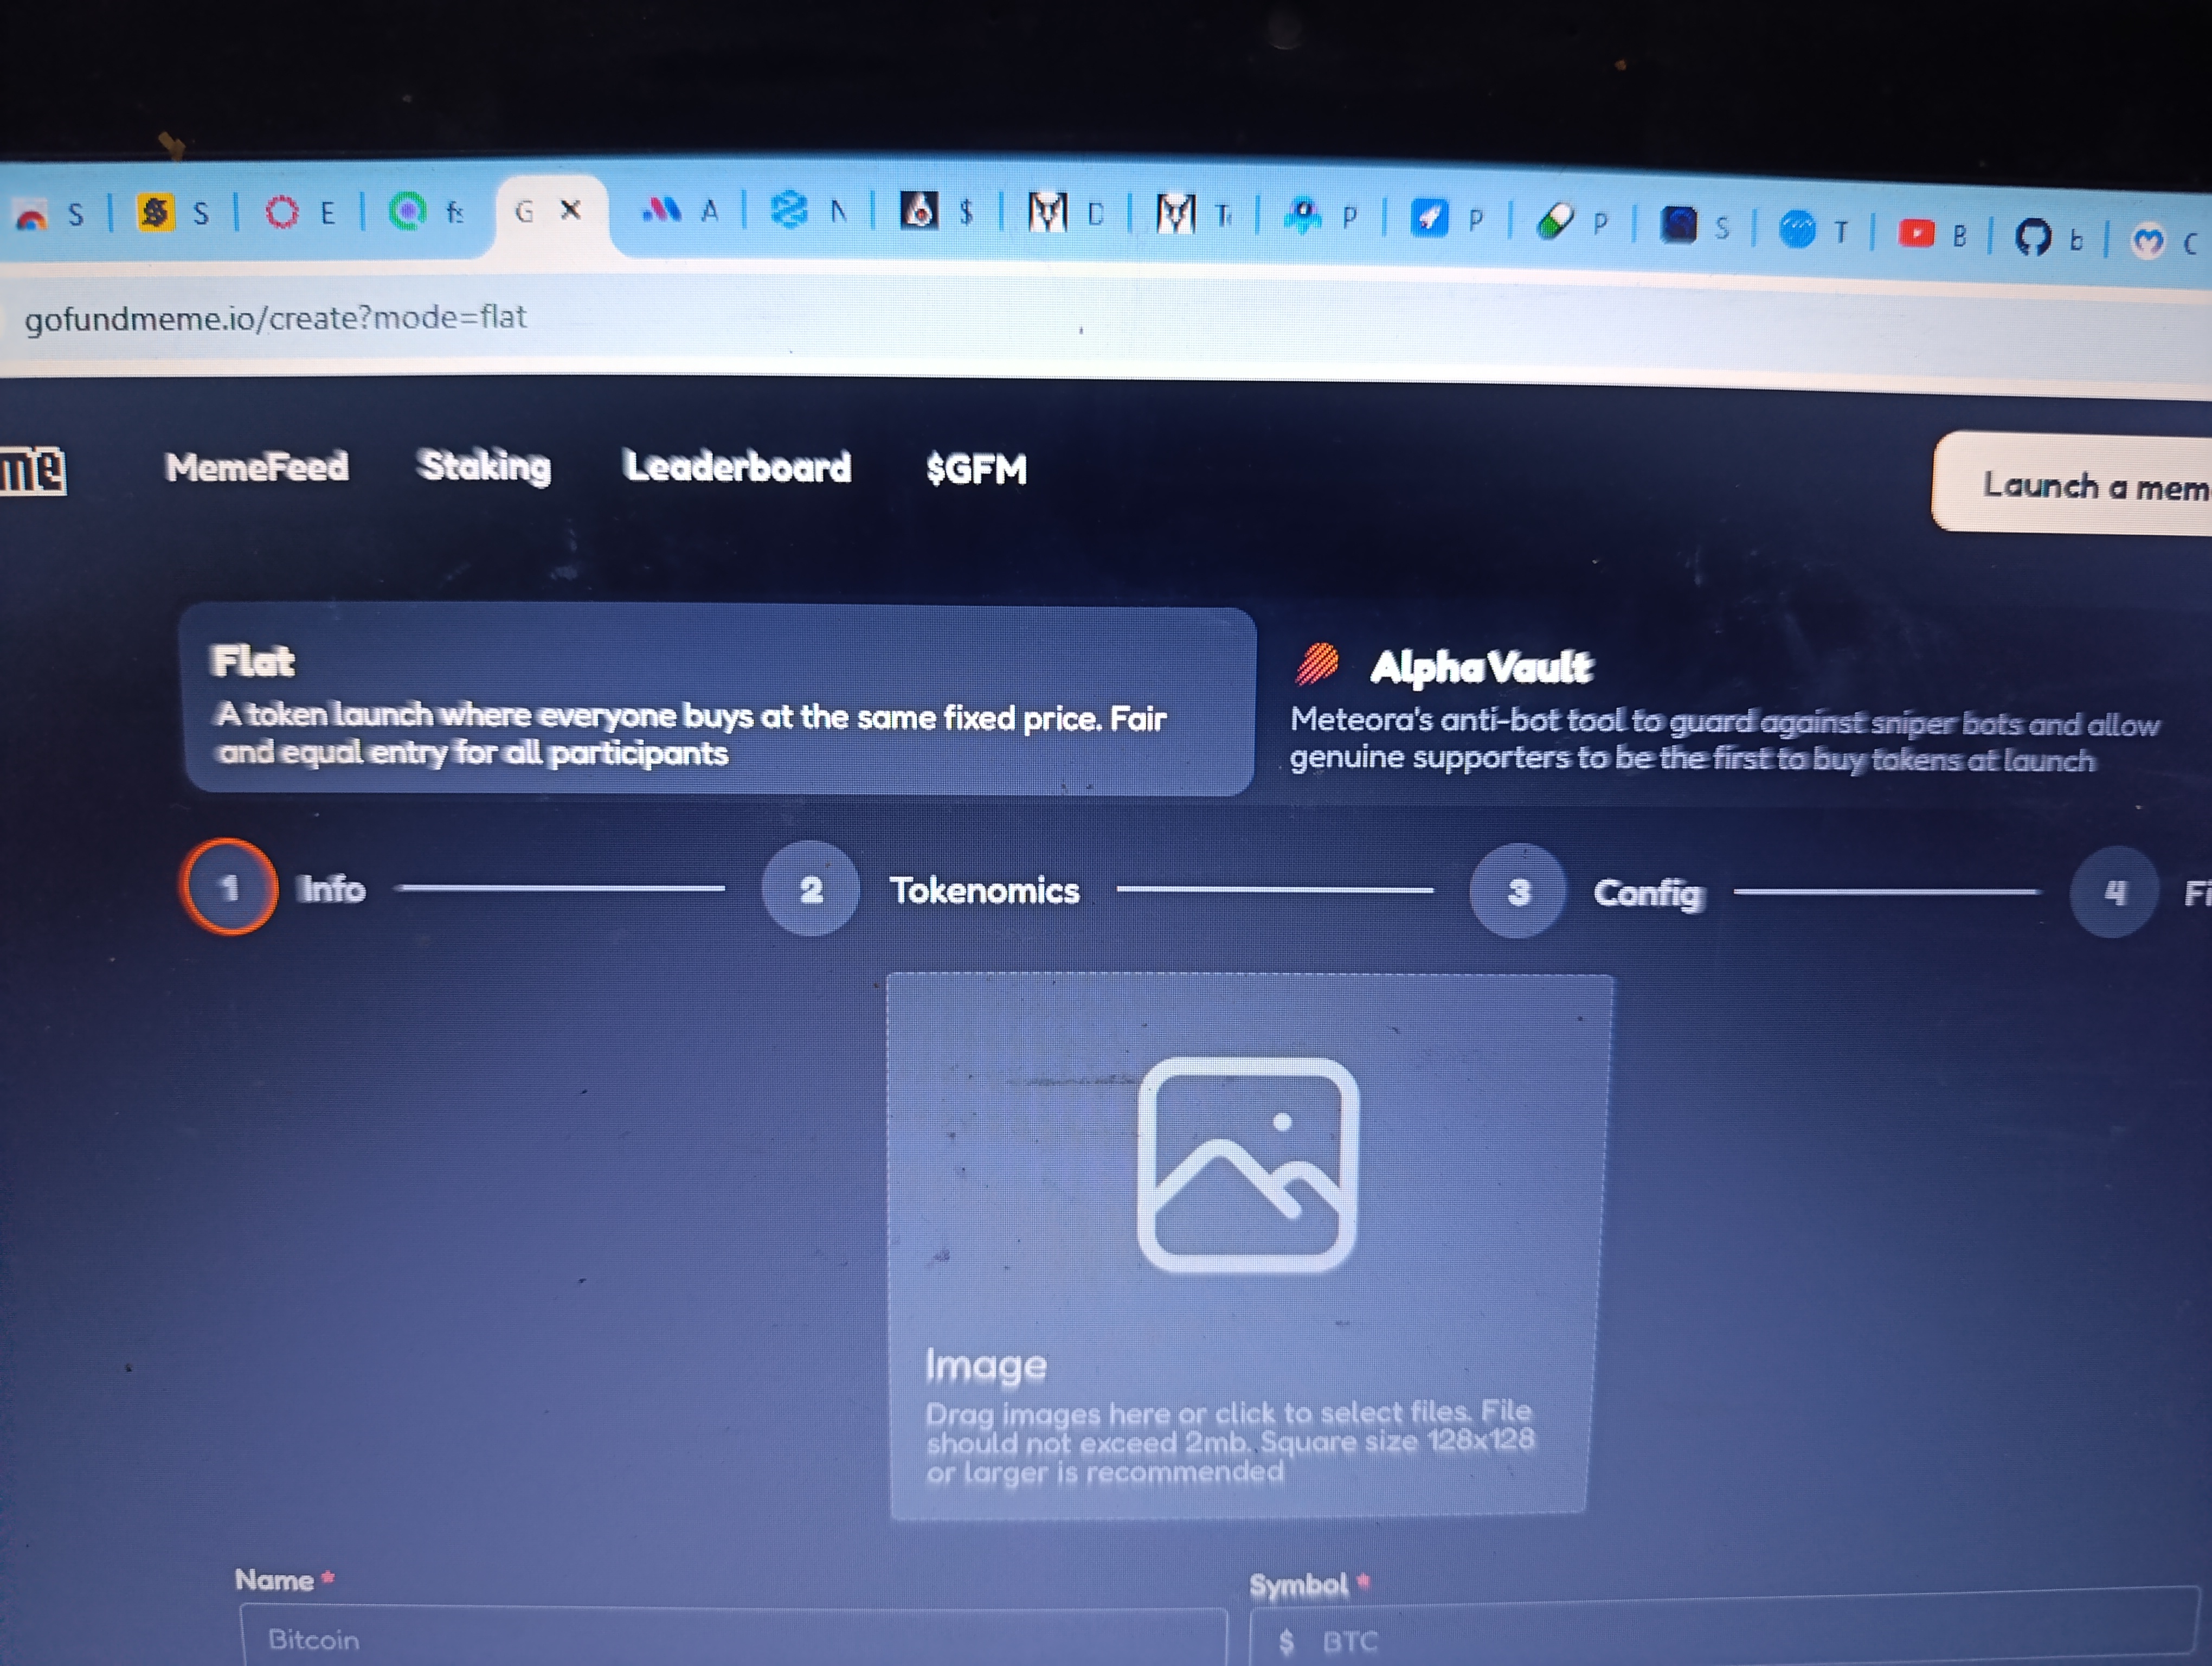 S S E fs G A N $ D T P P P S T B b C
gofundmeme.io/create?mode=flat
me MemeFeed Staking Leaderboard $GFM Launch a mem
Flat
A token launch where everyone buys at the same fixed price. Fair
and equal entry for all participants
AlphaVault
Meteora's anti-bot tool to guard against sniper bots and allow
genuine supporters to be the first to buy tokens at launch
1 Info 2 Tokenomics 3 Config 4 Fi
Image
Drag images here or click to select files. File
should not exceed 2mb. Square size 128x128
or larger is recommended
Name * Symbol *
Bitcoin $ BTC